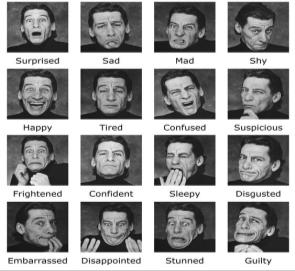 Surprised Sad Mad Shy
Happy Tired Confused Suspicious
Frightened Confident Sleepy Disgusted
Embarrassed Disappointed Stunned Guilty